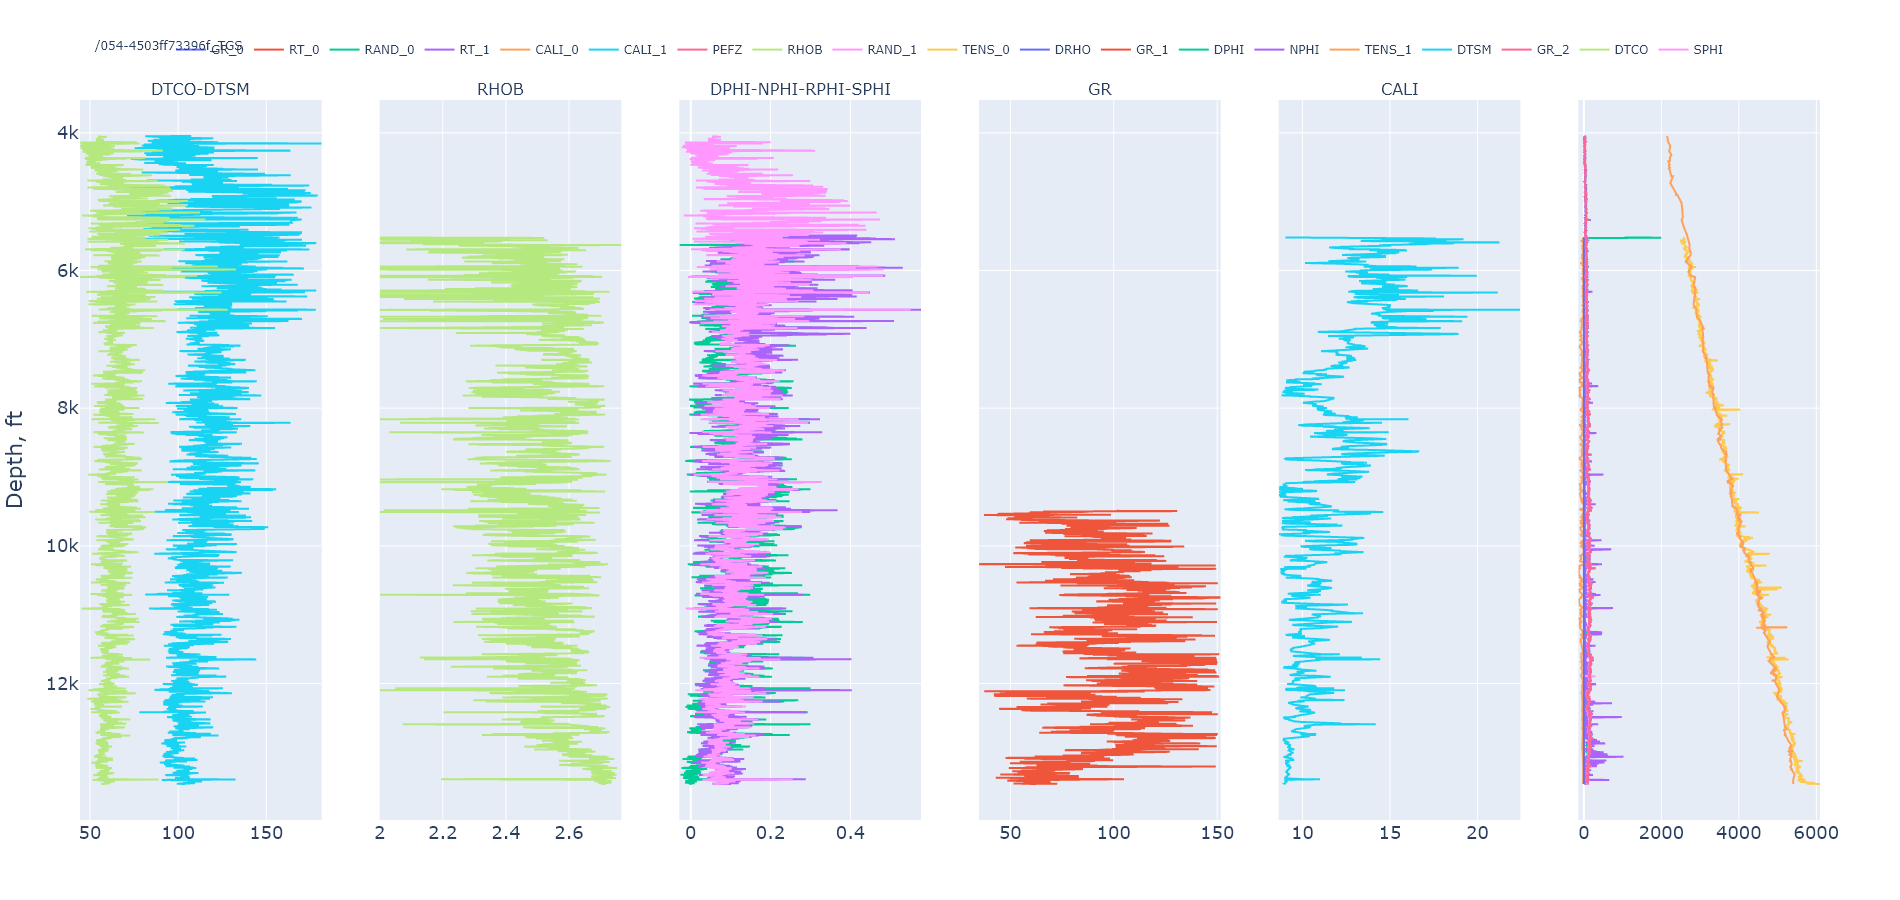 /054-4503ff73396f_TGS
GR_0 RT_0 RAND_0 RT_1 CALI_0 CALI_1 PEFZ RHOB RAND_1 TENS_0 DRHO GR_1 DPHI NPHI TENS_1 DTSM GR_2 DTCO SPHI
DTCO-DTSM RHOB DPHI-NPHI-RPHI-SPHI GR CALI
Depth, ft
4k
6k
8k
10k
12k
50 100 150 2 2.2 2.4 2.6 0 0.2 0.4 50 100 150 10 15 20 0 2000 4000 6000